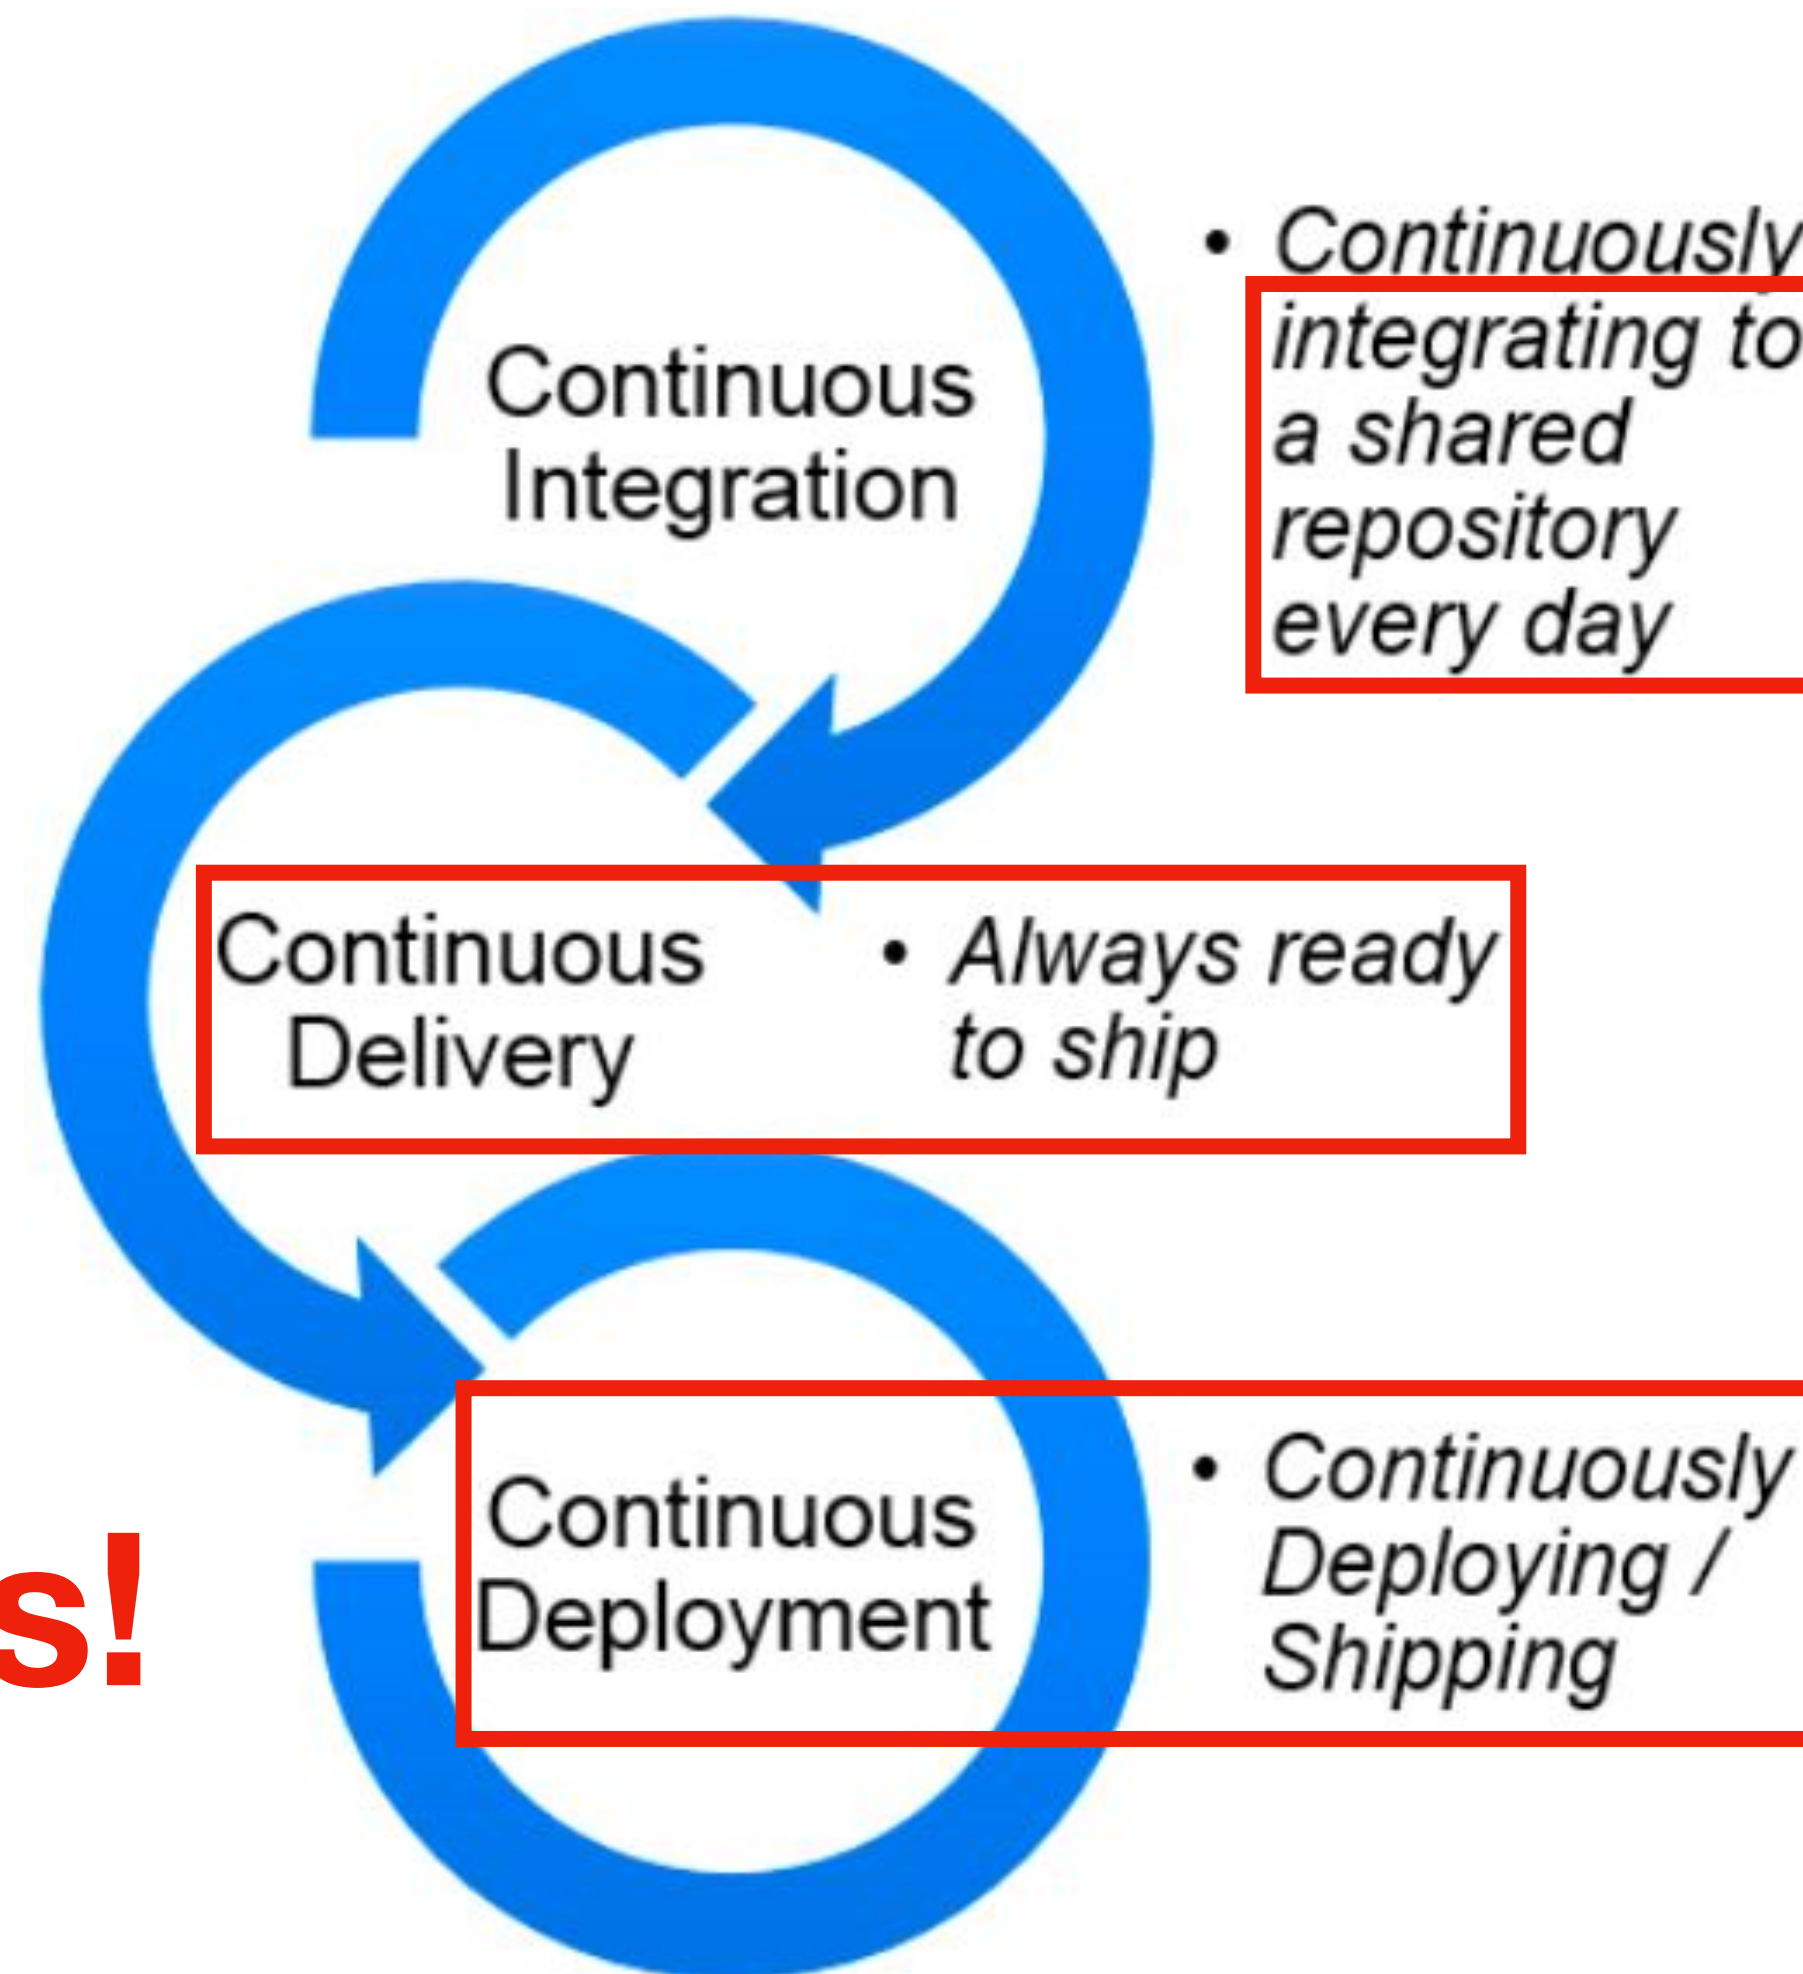 Continuous
Integration
• Continuously
integrating to
a shared
repository
every day
Continuous
Delivery
• Always ready
to ship
Continuous
Deployment
• Continuously
Deploying /
Shipping
s!